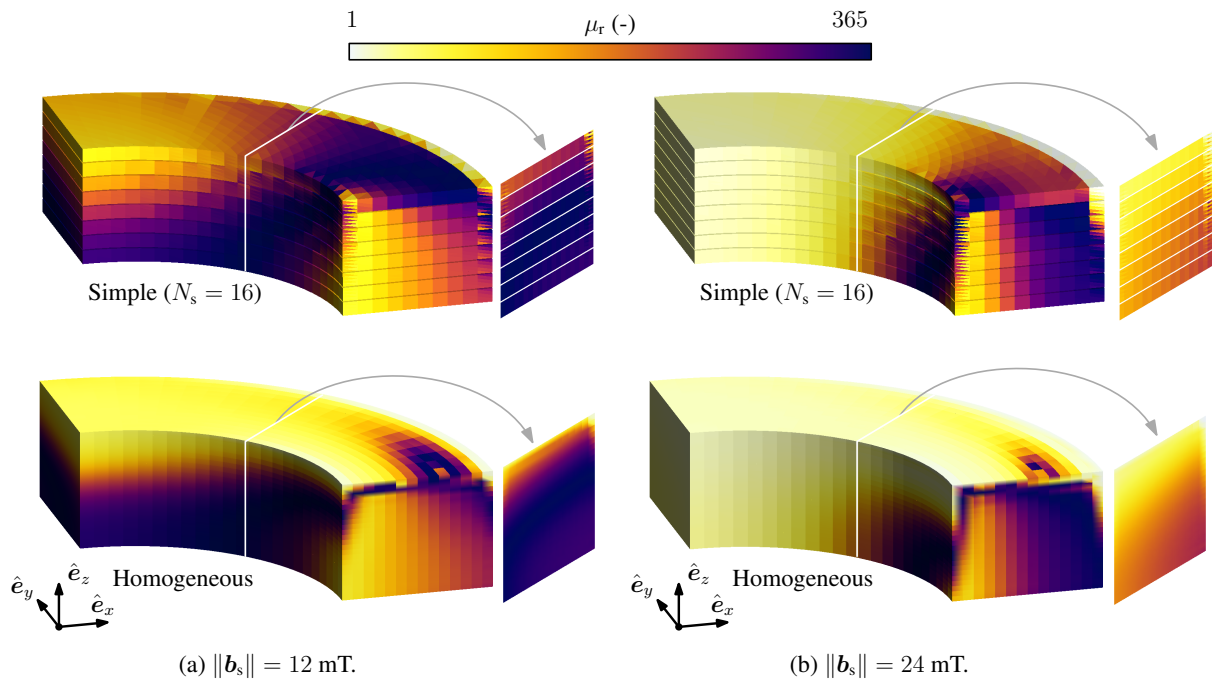 1 μr (-) 365
Simple (Ns = 16)
Simple (Ns = 16)
Homogeneous
Homogeneous
êz
êy
êx
êz
êy
êx
(a) ‖bs‖ = 12 mT.
(b) ‖bs‖ = 24 mT.